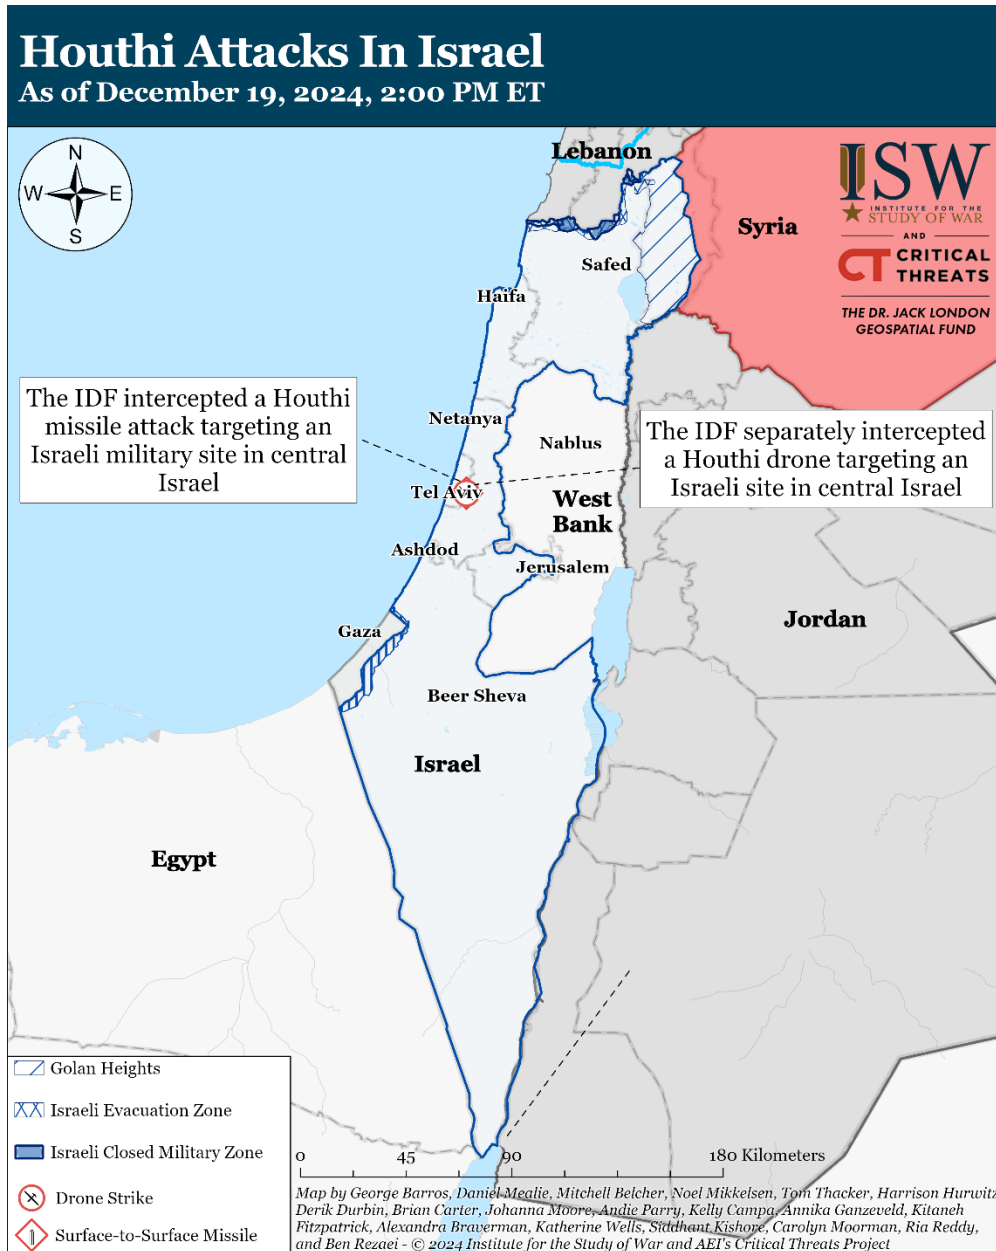 Houthi Attacks In Israel
As of December 19, 2024, 2:00 PM ET
N
W
E
S
Lebanon
Syria
ISW
INSTITUTE FOR THE
STUDY OF WAR
AND
CT CRITICAL
THREATS
THE DR. JACK LONDON
GEOSPATIAL FUND
Safed
Haifa
The IDF intercepted a Houthi
missile attack targeting an
Israeli military site in central
Israel
Netanya
Nablus
The IDF separately intercepted
a Houthi drone targeting an
Israeli site in central Israel
Tel Aviv
West
Bank
Ashdod
Jerusalem
Gaza
Jordan
Beer Sheva
Israel
Egypt
Golan Heights
Israeli Evacuation Zone
Israeli Closed Military Zone
Drone Strike
Surface-to-Surface Missile
0 45 90 180 Kilometers
Map by George Barros, Daniel Mealie, Mitchell Belcher, Noel Mikkelsen, Tom Thacker, Harrison Hurwitz
Derik Durbin, Brian Carter, Johanna Moore, Andie Parry, Kelly Campa, Annika Ganzeveld, Kitaneh
Fitzpatrick, Alexandra Braverman, Katherine Wells, Siddhant Kishore, Carolyn Moorman, Ria Reddy,
and Ben Rezaei - © 2024 Institute for the Study of War and AEI's Critical Threats Project